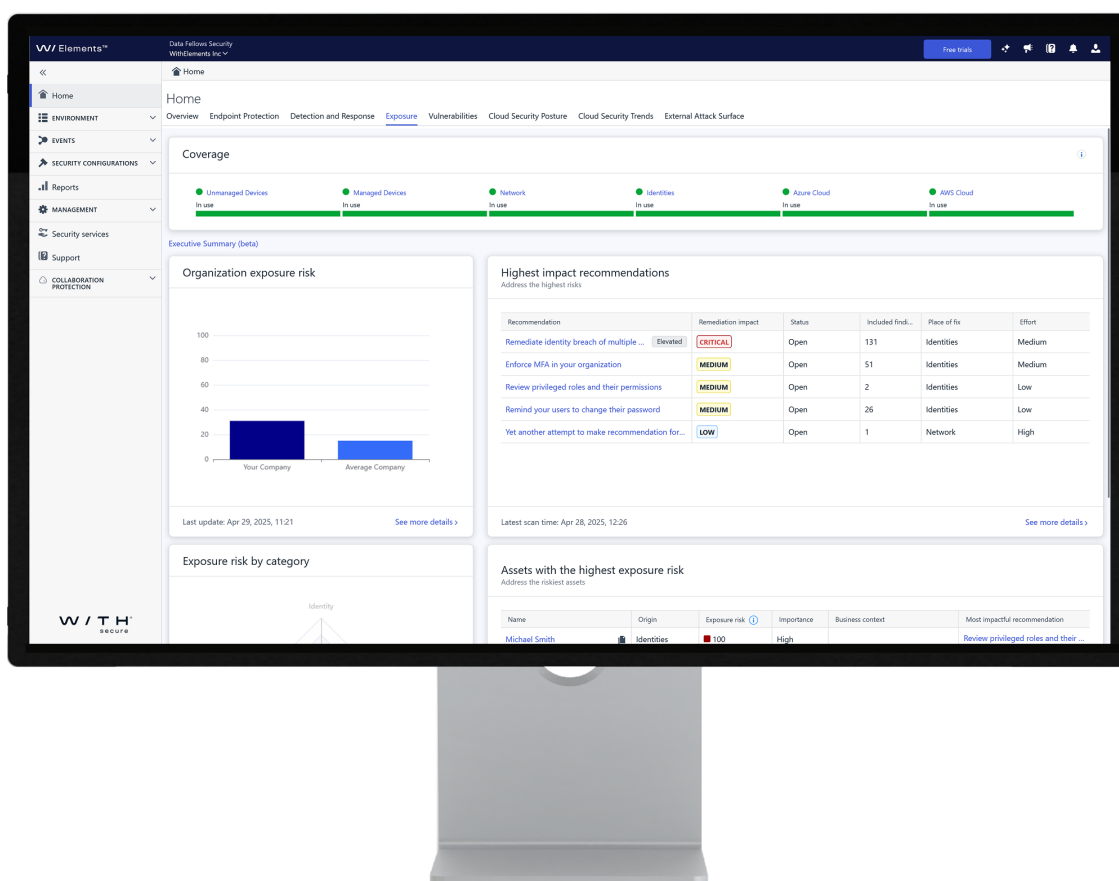 W/ Elements™
Data Fellows Security
WithElements Inc
Free trials
Home
Home
ENVIRONMENT
EVENTS
SECURITY CONFIGURATIONS
Reports
MANAGEMENT
Security services
Support
COLLABORATION
PROTECTION
W / T H
secure
Home
Overview Endpoint Protection Detection and Response Exposure Vulnerabilities Cloud Security Posture Cloud Security Trends External Attack Surface
Coverage
Unmanaged Devices Managed Devices Network Identities Azure Cloud AWS Cloud
In use In use In use In use In use In use
Executive Summary (beta)
Organization exposure risk
100
80
60
40
20
0
Your Company Average Company
Last update: Apr 29, 2025, 11:21 See more details ›
Highest impact recommendations
Address the highest risks
Recommendation Remediation impact Status Included findi... Place of fix Effort
Remediate identity breach of multiple ... Elevated CRITICAL Open 131 Identities Medium
Enforce MFA in your organization MEDIUM Open 51 Identities Medium
Review privileged roles and their permissions MEDIUM Open 2 Identities Low
Remind your users to change their password MEDIUM Open 26 Identities Low
Yet another attempt to make recommendation for... LOW Open 1 Network High
Latest scan time: Apr 28, 2025, 12:26 See more details ›
Exposure risk by category
Identity
Assets with the highest exposure risk
Address the riskiest assets
Name Origin Exposure risk Importance Business context Most impactful recommendation
Michael Smith Identities 100 High Review privileged roles and their ...